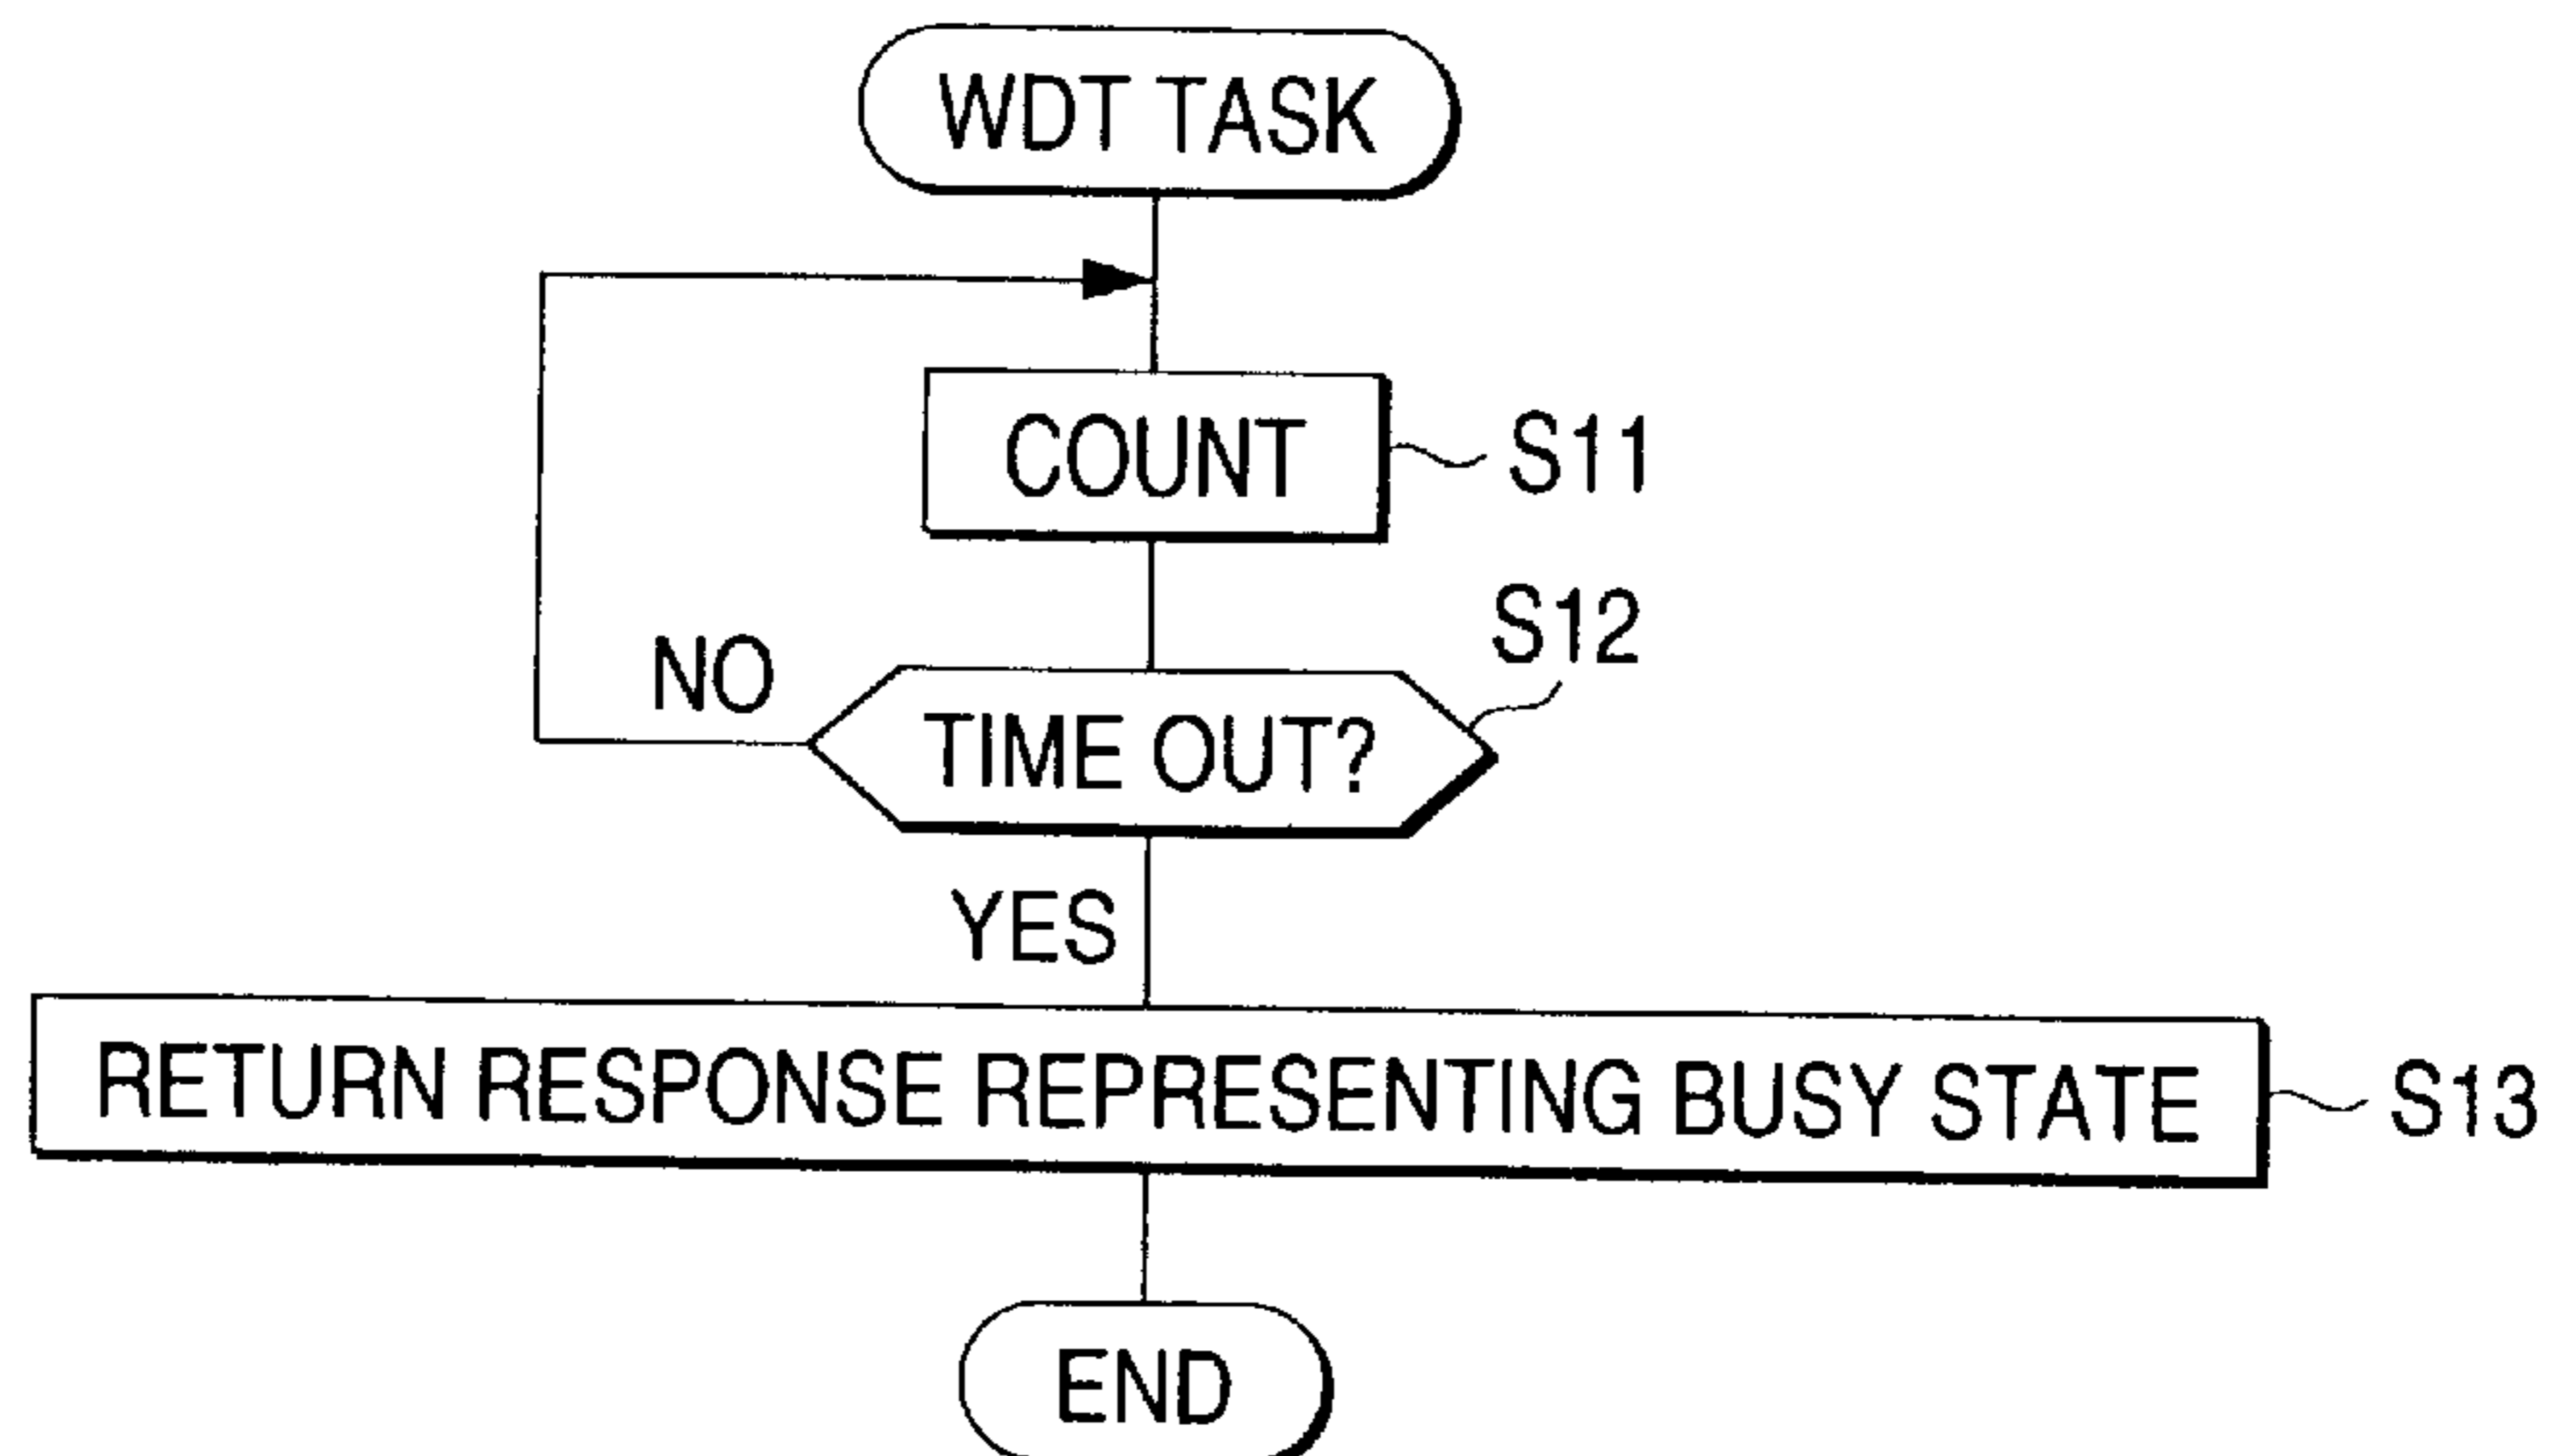 WDT TASK
COUNT
S11
S12
NO
TIME OUT?
YES
RETURN RESPONSE REPRESENTING BUSY STATE
S13
END